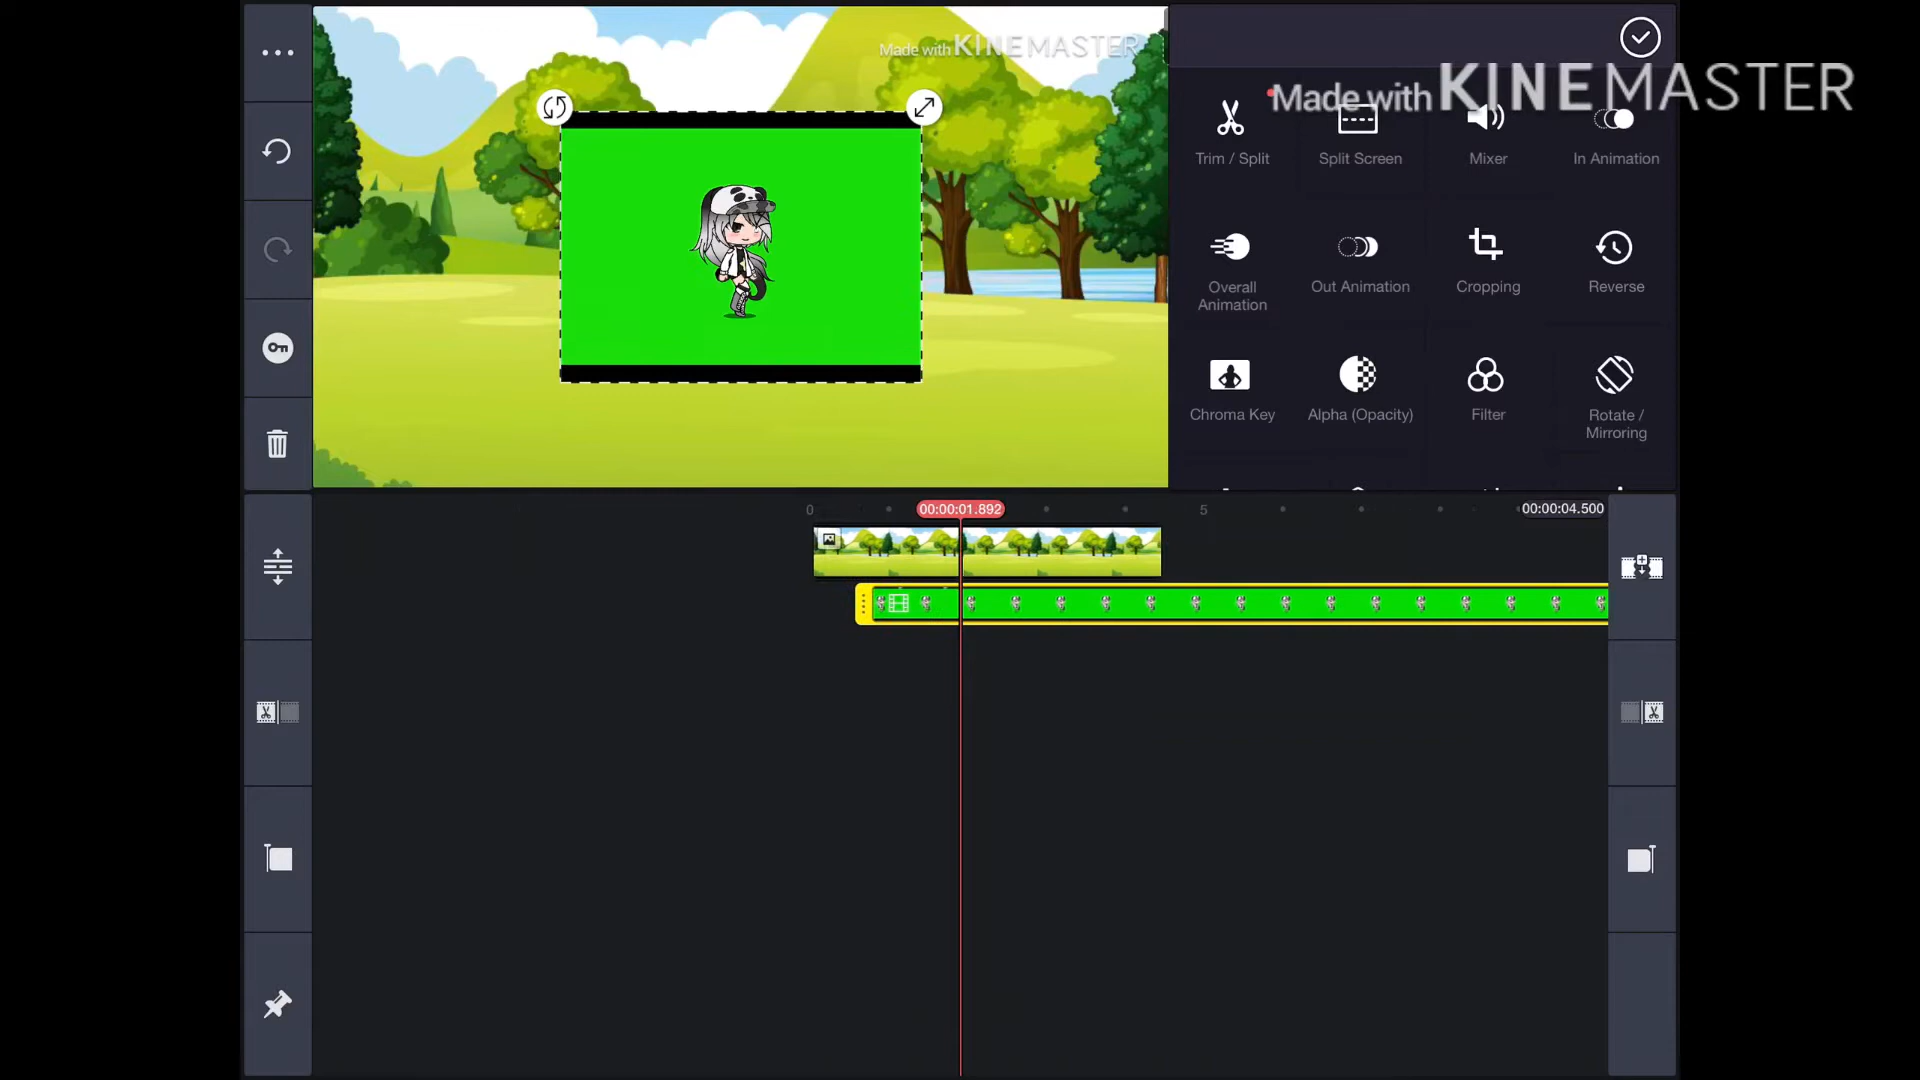 Made with KINEMASTER
Made with KINEMASTER
Trim / Split
Split Screen
Mixer
In Animation
Overall Animation
Out Animation
Cropping
Reverse
Chroma Key
Alpha (Opacity)
Filter
Rotate / Mirroring
0
00:00:01.892
5
00:00:04.500